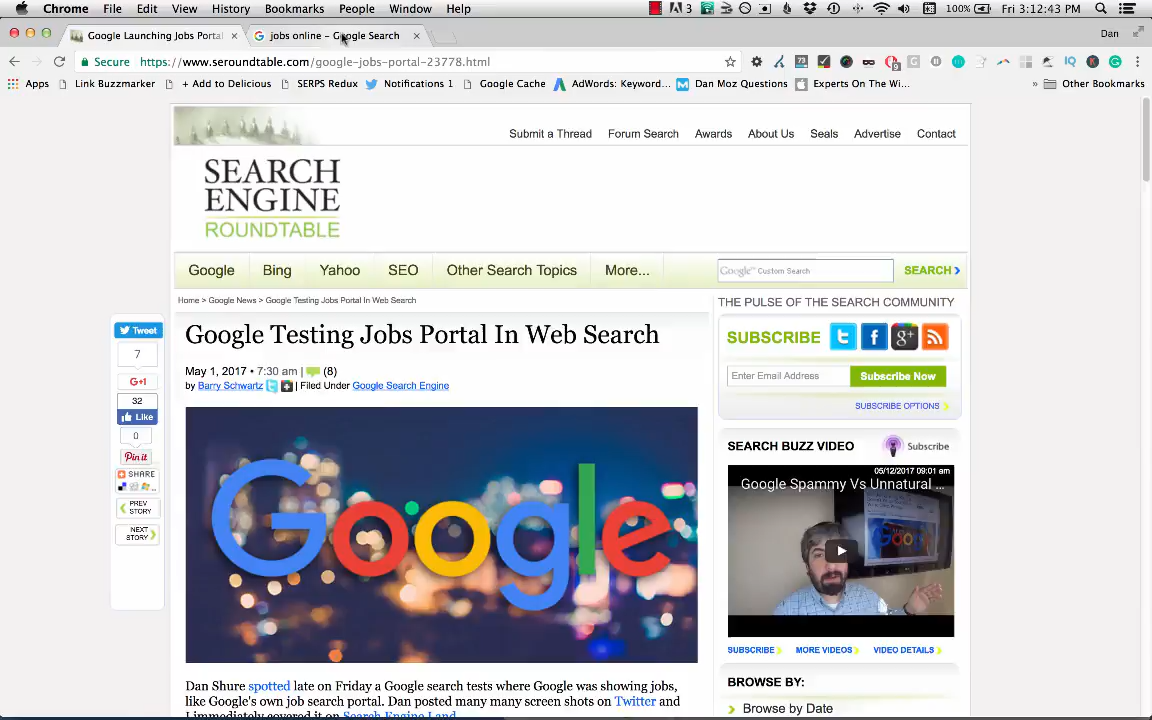 Chrome File Edit View History Bookmarks People Window Help 3 100% Fri 3:12:43 PM
Google Launching Jobs Portal jobs online - Google Search Dan
Secure https://www.seroundtable.com/google-jobs-portal-23778.html
Apps Link Buzzmarker + Add to Delicious SERPS Redux Notifications 1 Google Cache AdWords: Keyword... Dan Moz Questions Experts On The Wi... » Other Bookmarks
Submit a Thread Forum Search Awards About Us Seals Advertise Contact
SEARCH
ENGINE
ROUNDTABLE
Google Bing Yahoo SEO Other Search Topics More... Google Custom Search SEARCH
Home > Google News > Google Testing Jobs Portal In Web Search
THE PULSE OF THE SEARCH COMMUNITY
Tweet
7
G+1
32
Like
0
Pin it
SHARE
PREV
STORY
NEXT
STORY
Google Testing Jobs Portal In Web Search
May 1, 2017 • 7:30 am | (8)
by Barry Schwartz | Filed Under Google Search Engine
Google
Dan Shure spotted late on Friday a Google search tests where Google was showing jobs,
like Google's own job search portal. Dan posted many many screen shots on Twitter and
I immediately covered it on Search Engine Land.
SUBSCRIBE
Enter Email Address Subscribe Now
SUBSCRIPTION OPTIONS
SEARCH BUZZ VIDEO Subscribe
05/12/2017 09:01 am
Google Spammy Vs Unnatural ...
SUBSCRIBE MORE VIDEOS VIDEO DETAILS
BROWSE BY:
Browse by Date